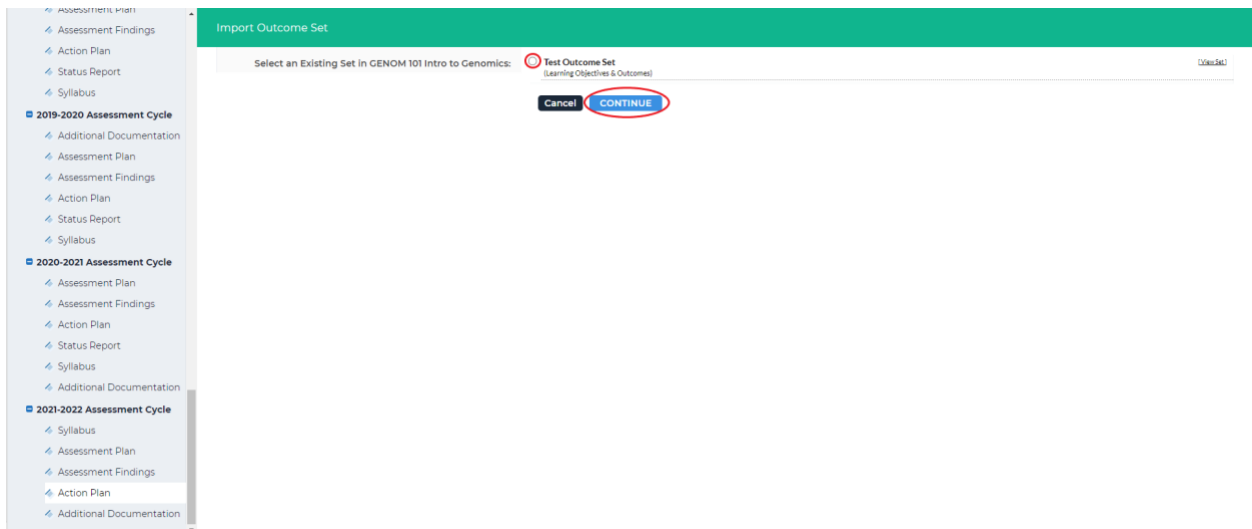 Assessment Plan
Assessment Findings
Action Plan
Status Report
Syllabus
2019-2020 Assessment Cycle
Additional Documentation
Assessment Plan
Assessment Findings
Action Plan
Status Report
Syllabus
2020-2021 Assessment Cycle
Assessment Plan
Assessment Findings
Action Plan
Status Report
Syllabus
Additional Documentation
2021-2022 Assessment Cycle
Syllabus
Assessment Plan
Assessment Findings
Action Plan
Additional Documentation
Import Outcome Set
Select an Existing Set in GENOM 101 Intro to Genomics:
Test Outcome Set
(Learning Objectives & Outcomes)
[View Set]
Cancel CONTINUE